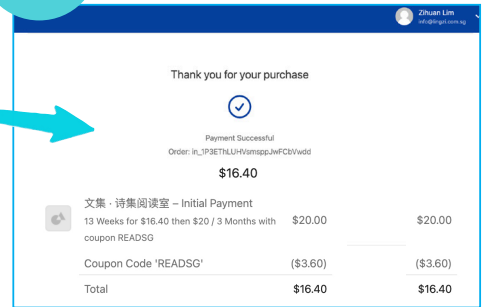 Zihuan Lim
info@lingzi.com.sg
Thank you for your purchase
Payment Successful
Order: in_1P3EThLUHVsmsppJwFCbVwdd
$16.40
文集 · 诗集阅读室 – Initial Payment
13 Weeks for $16.40 then $20 / 3 Months with $20.00 $20.00
coupon READSG
Coupon Code 'READSG' ($3.60) ($3.60)
Total $16.40 $16.40